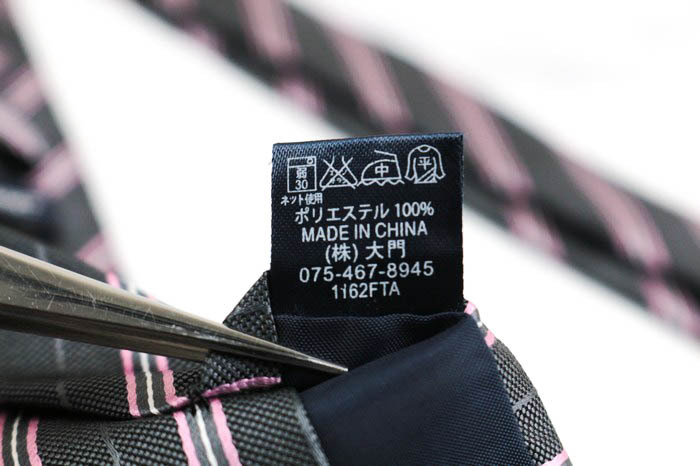 弱 中 平
30
ネット使用
ポリエステル 100%
MADE IN CHINA
(株) 大門
075-467-8945
1I62FTA